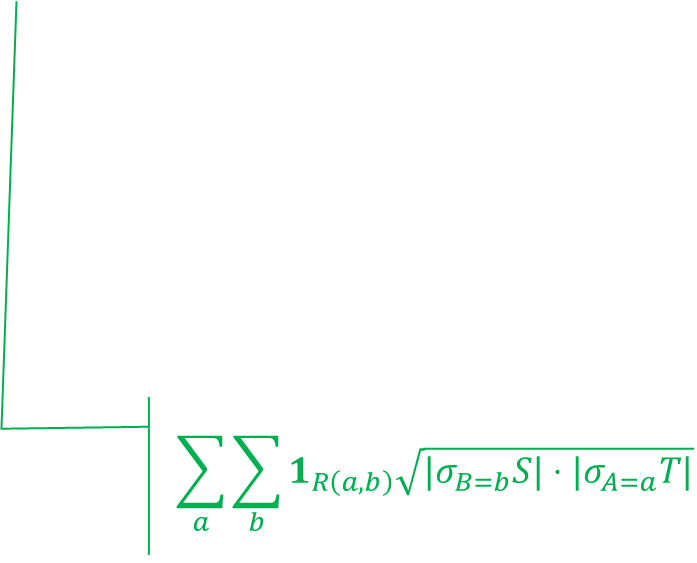 ∑_a ∑_b 𝟏_{R(a,b)} √(|σ_{B=b}S| · |σ_{A=a}T|)